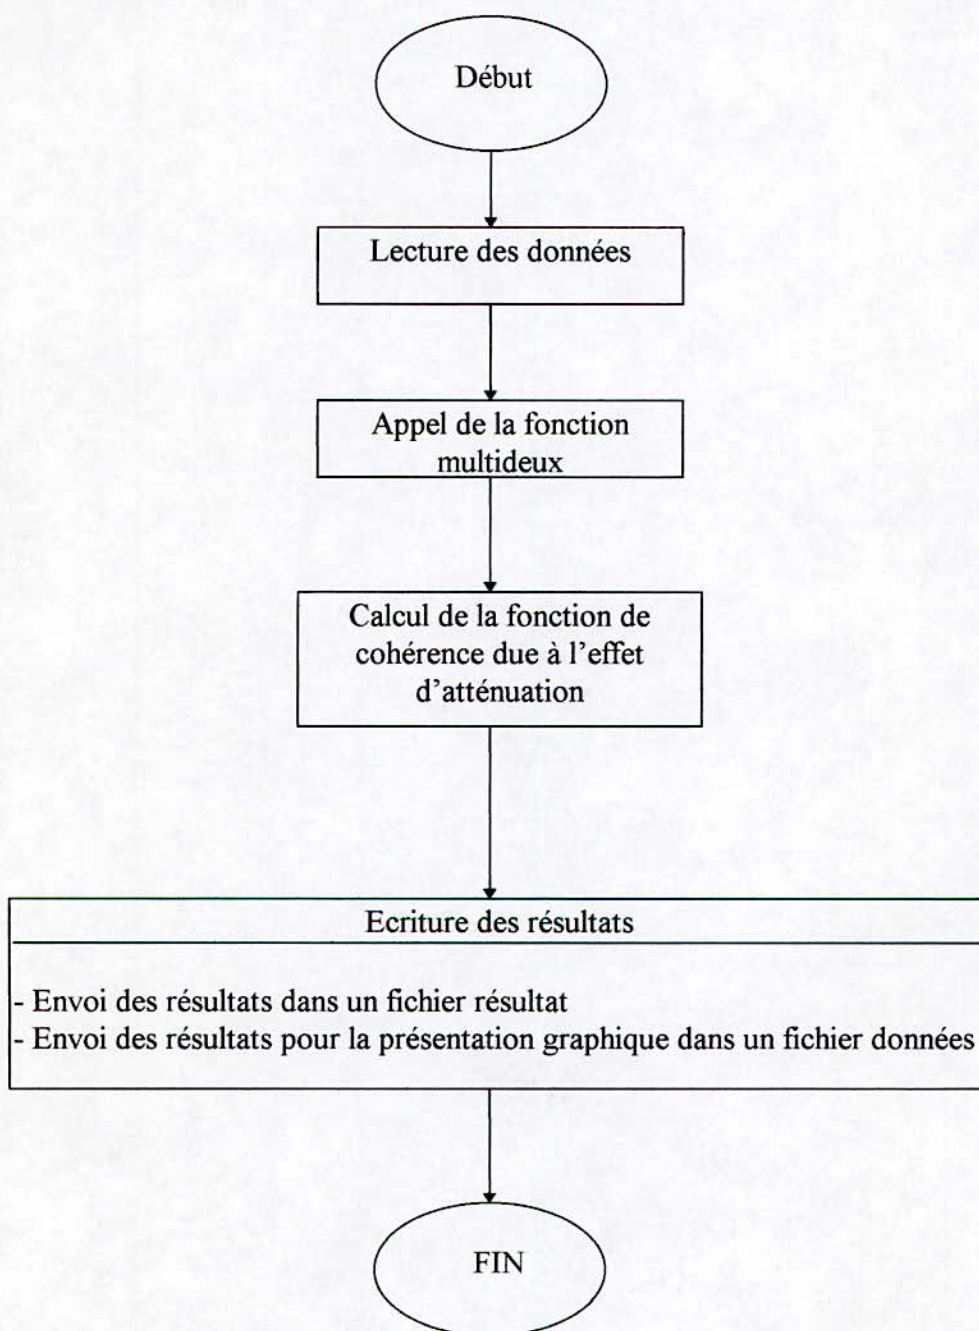 Début
Lecture des données
Appel de la fonction
multideux
Calcul de la fonction de
cohérence due à l'effet
d'atténuation
Ecriture des résultats
- Envoi des résultats dans un fichier résultat
- Envoi des résultats pour la présentation graphique dans un fichier données
FIN